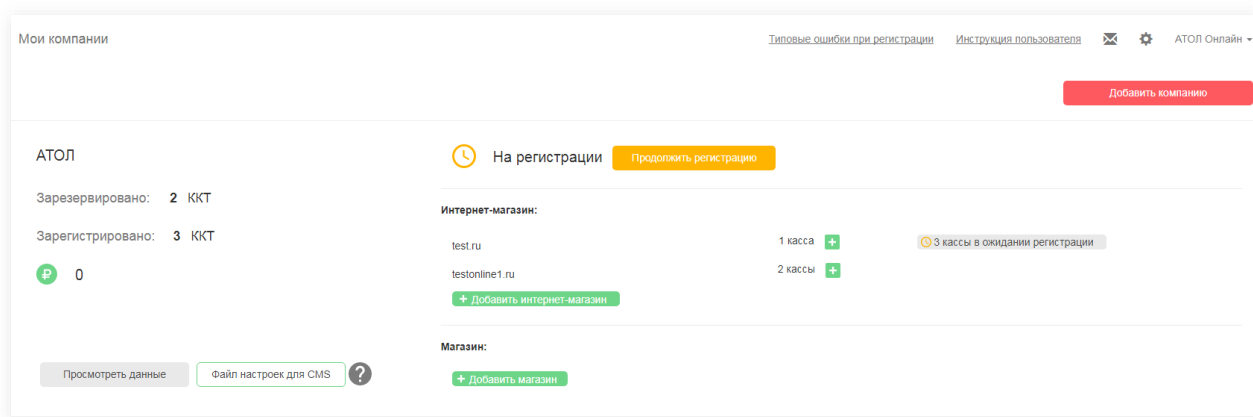 Мои компании
Типовые ошибки при регистрации Инструкция пользователя АТОЛ Онлайн
Добавить компанию
АТОЛ
На регистрации Продолжить регистрацию
Зарезервировано: 2 ККТ
Интернет-магазин:
Зарегистрировано: 3 ККТ
test.ru 1 касса + 3 кассы в ожидании регистрации
₽ 0
testonline1.ru 2 кассы +
+ Добавить интернет-магазин
Магазин:
Просмотреть данные Файл настроек для CMS ?
+ Добавить магазин